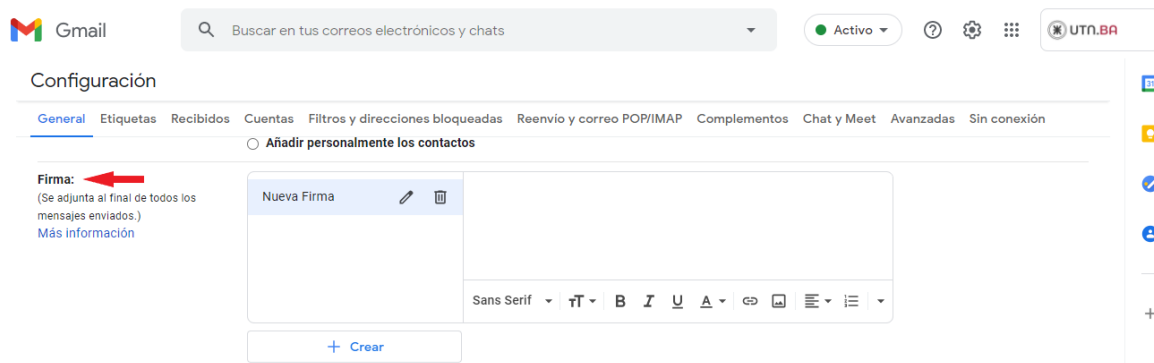 Gmail
Buscar en tus correos electrónicos y chats
Activo
UTN.BA
31
Configuración
General Etiquetas Recibidos Cuentas Filtros y direcciones bloqueadas Reenvío y correo POP/IMAP Complementos Chat y Meet Avanzadas Sin conexión
Añadir personalmente los contactos
Firma:
(Se adjunta al final de todos los
mensajes enviados.)
Más información
Nueva Firma
Sans Serif TT B I U A
+ Crear